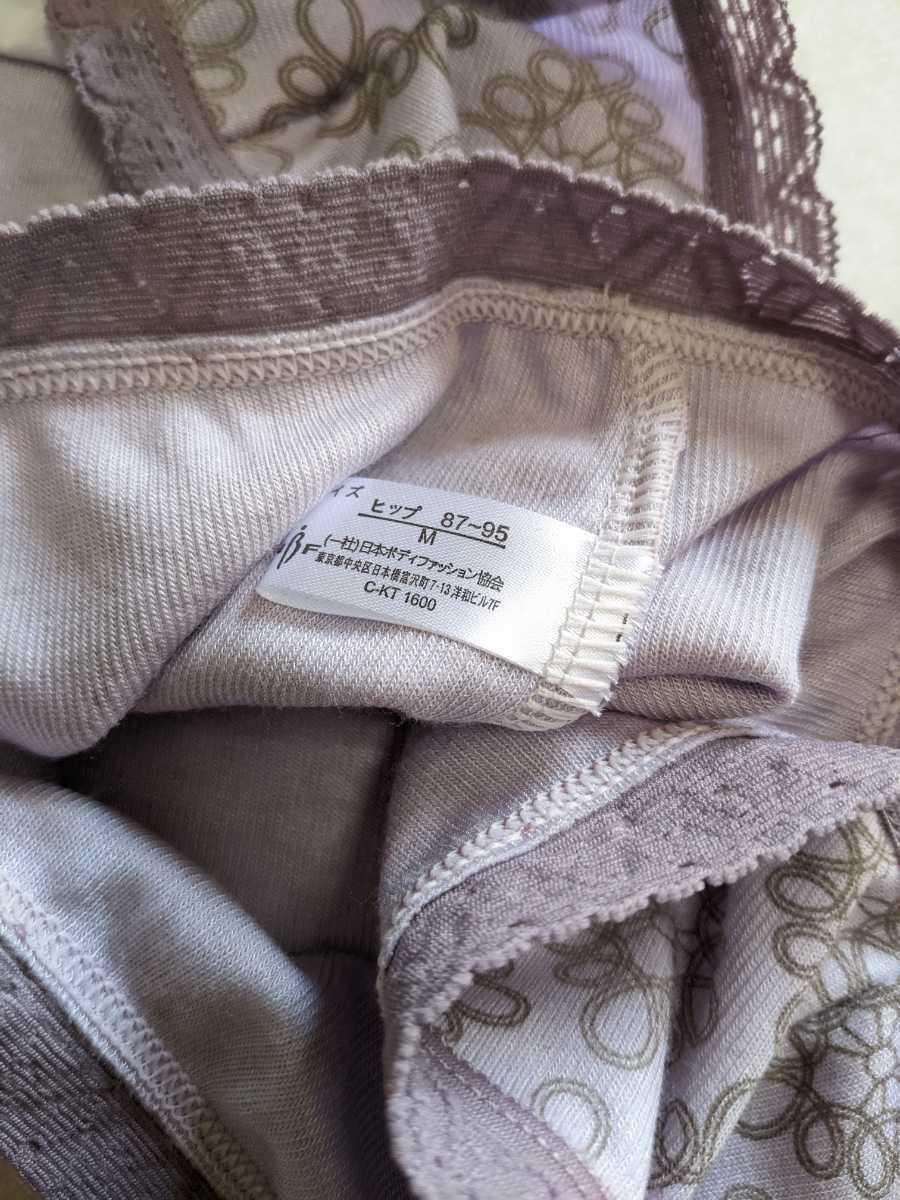 イズ
ヒップ 87~95
M
βF (一社)日本ボディファッション協会
東京都中央区日本橋富沢町7-13 洋和ビル7F
C-KT 1600